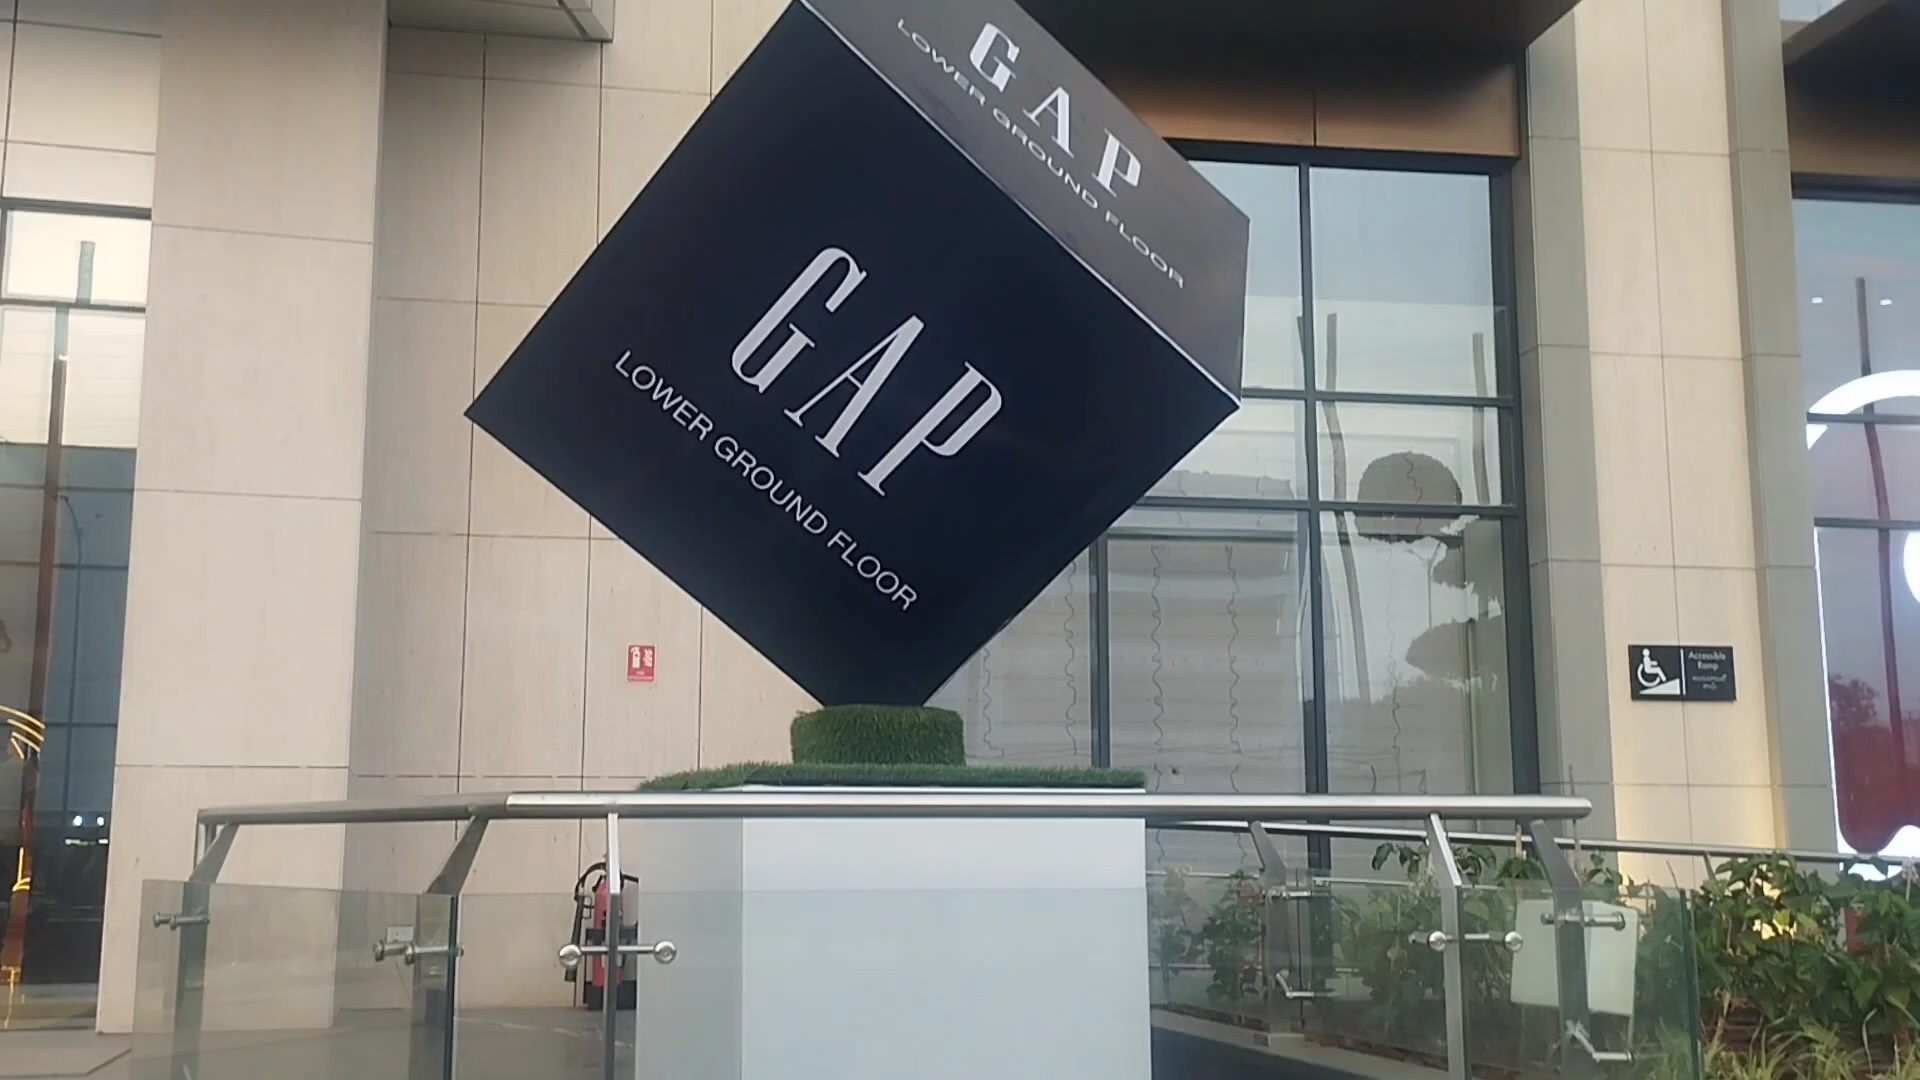 GAP
LOWER GROUND FLOOR
GAP
LOWER GROUND FLOOR
Accessible
Ramp